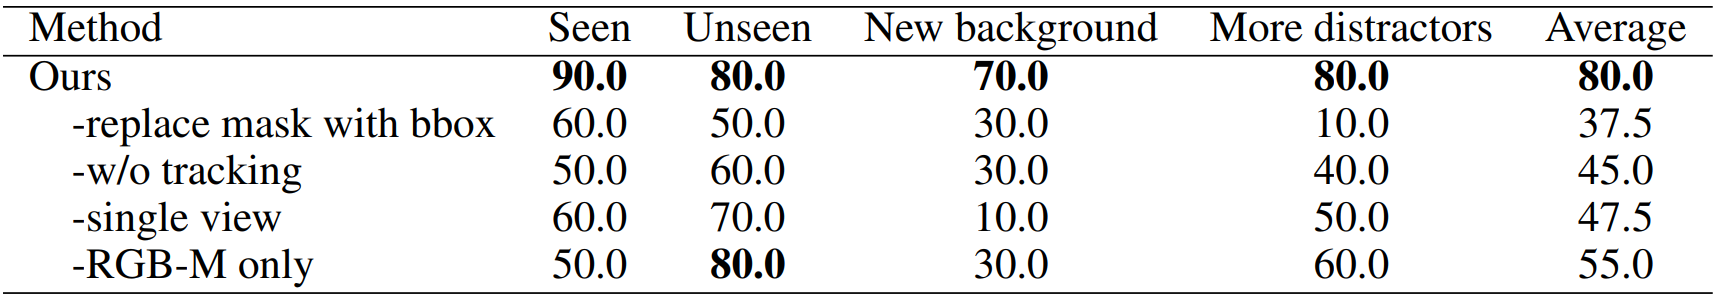 Method Seen Unseen New background More distractors Average
Ours 90.0 80.0 70.0 80.0 80.0
-replace mask with bbox 60.0 50.0 30.0 10.0 37.5
-w/o tracking 50.0 60.0 30.0 40.0 45.0
-single view 60.0 70.0 10.0 50.0 47.5
-RGB-M only 50.0 80.0 30.0 60.0 55.0